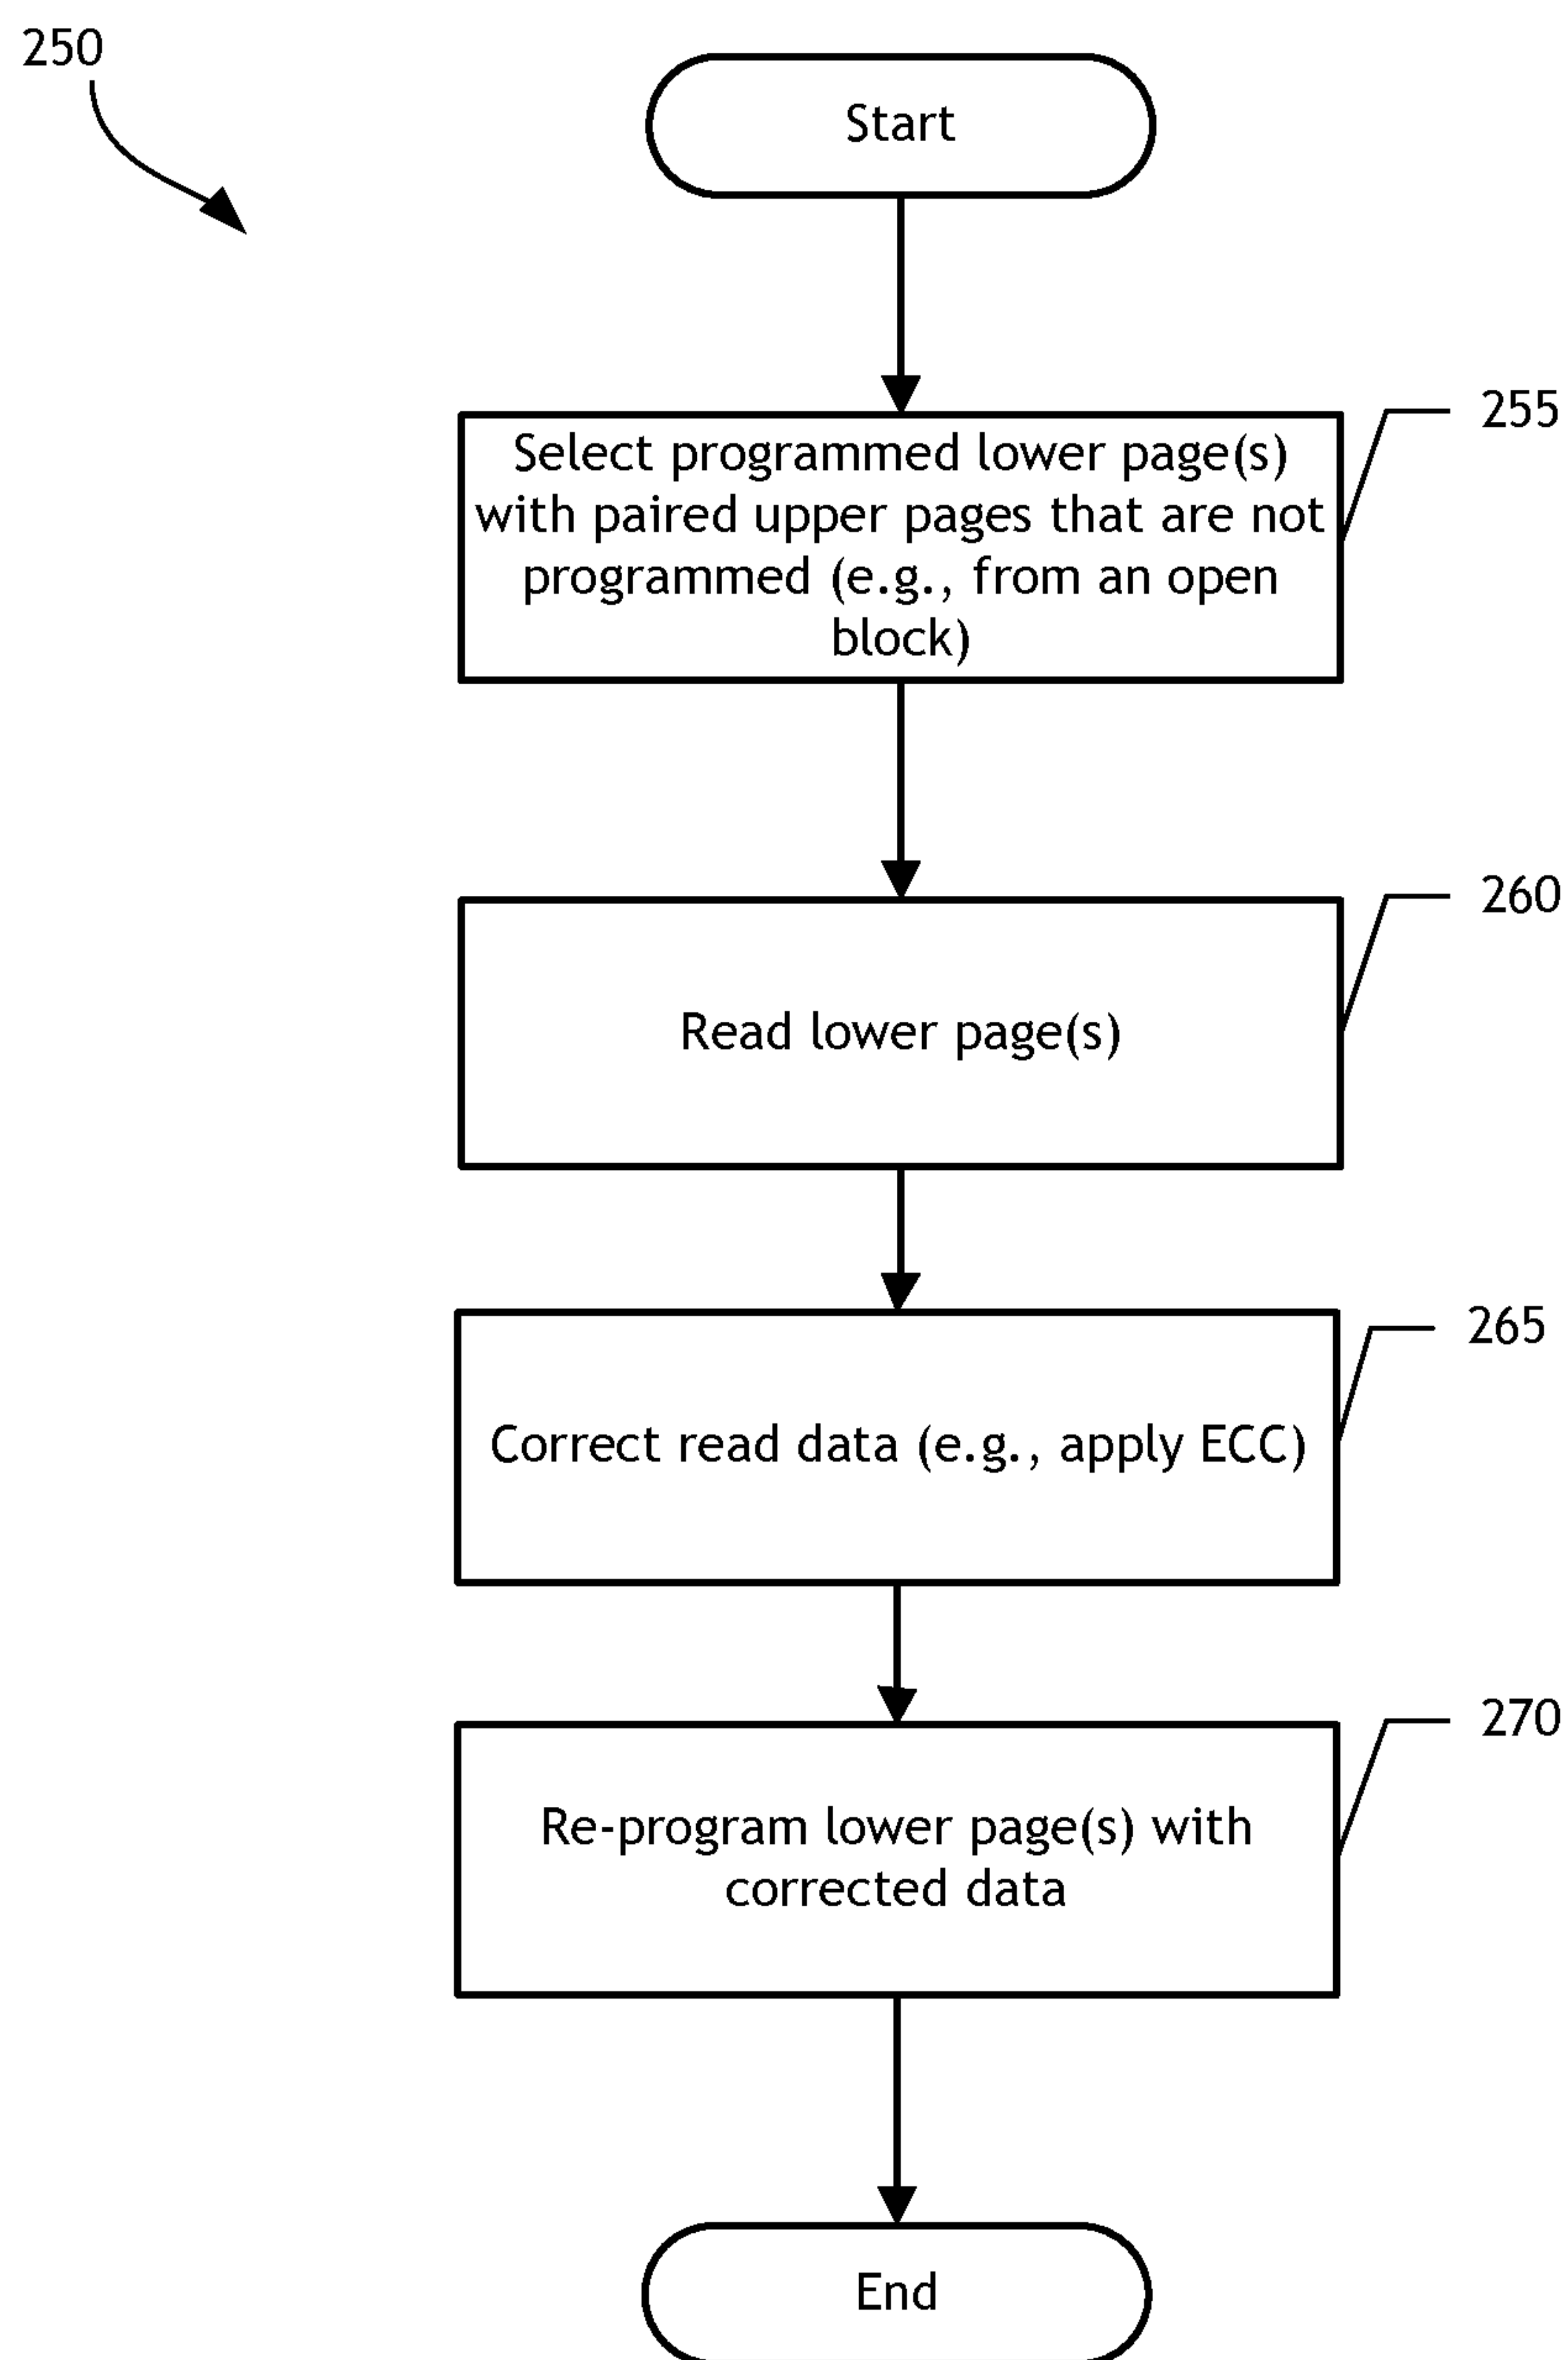 250
Start
255
Select programmed lower page(s)
with paired upper pages that are not
programmed (e.g., from an open
block)
260
Read lower page(s)
265
Correct read data (e.g., apply ECC)
270
Re-program lower page(s) with
corrected data
End